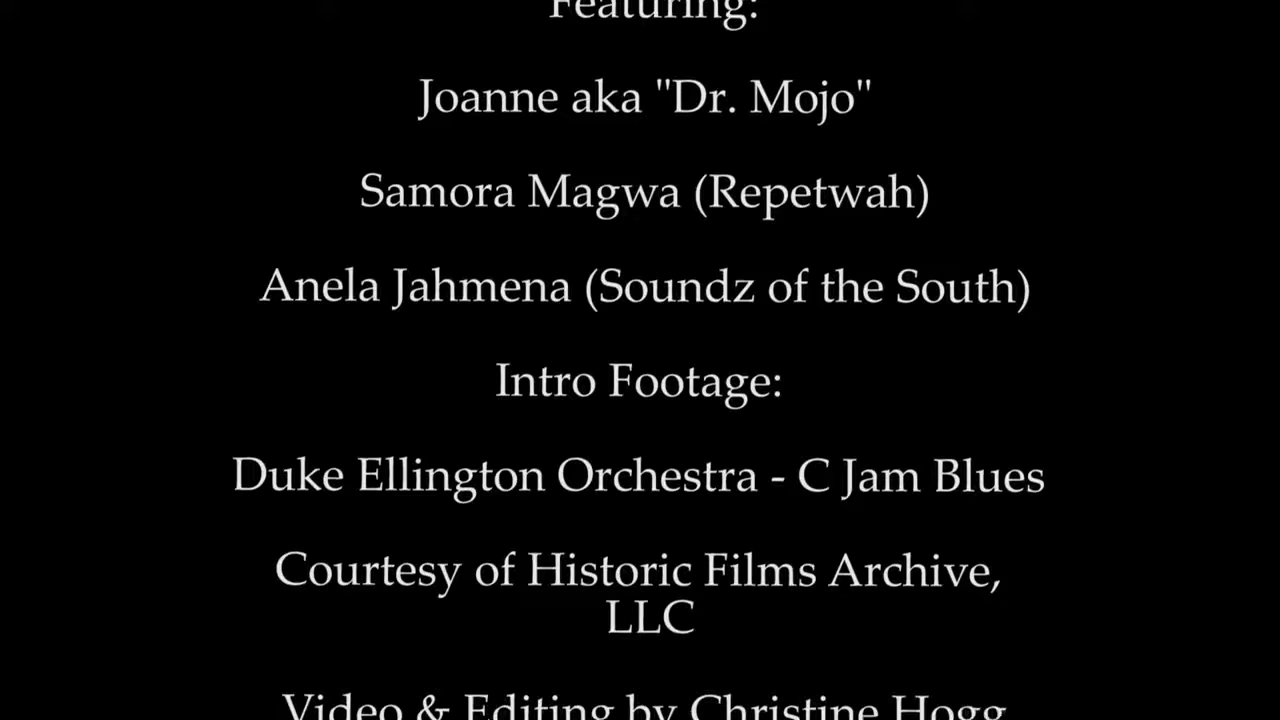 Featuring:
Joanne aka "Dr. Mojo"
Samora Magwa (Repetwah)
Anela Jahmena (Soundz of the South)
Intro Footage:
Duke Ellington Orchestra - C Jam Blues
Courtesy of Historic Films Archive,
LLC
Video & Editing by Christine Hogg